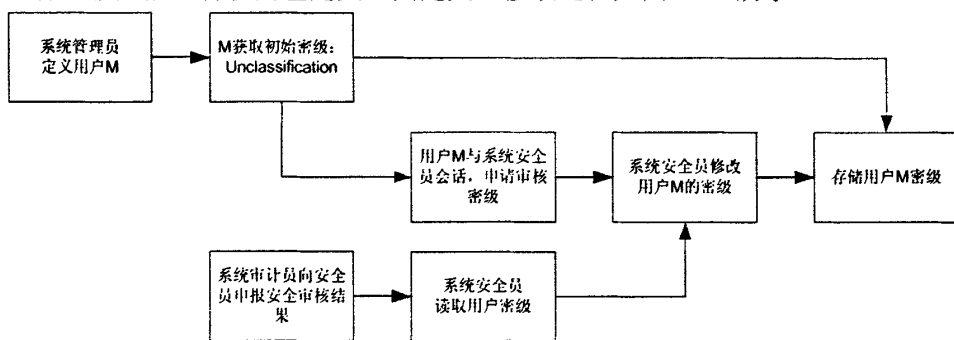 系统管理员
定义用户M
M获取初始密级：
Unclassification
用户M与系统安全
员会话，申请审核
密级
系统安全员修改
用户M的密级
存储用户M密级
系统审计员向安全
员申报安全审核结
果
系统安全员
读取用户密级